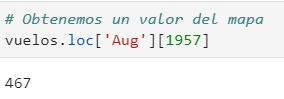 # Obtenemos un valor del mapa
vuelos.loc['Aug'][1957]
467